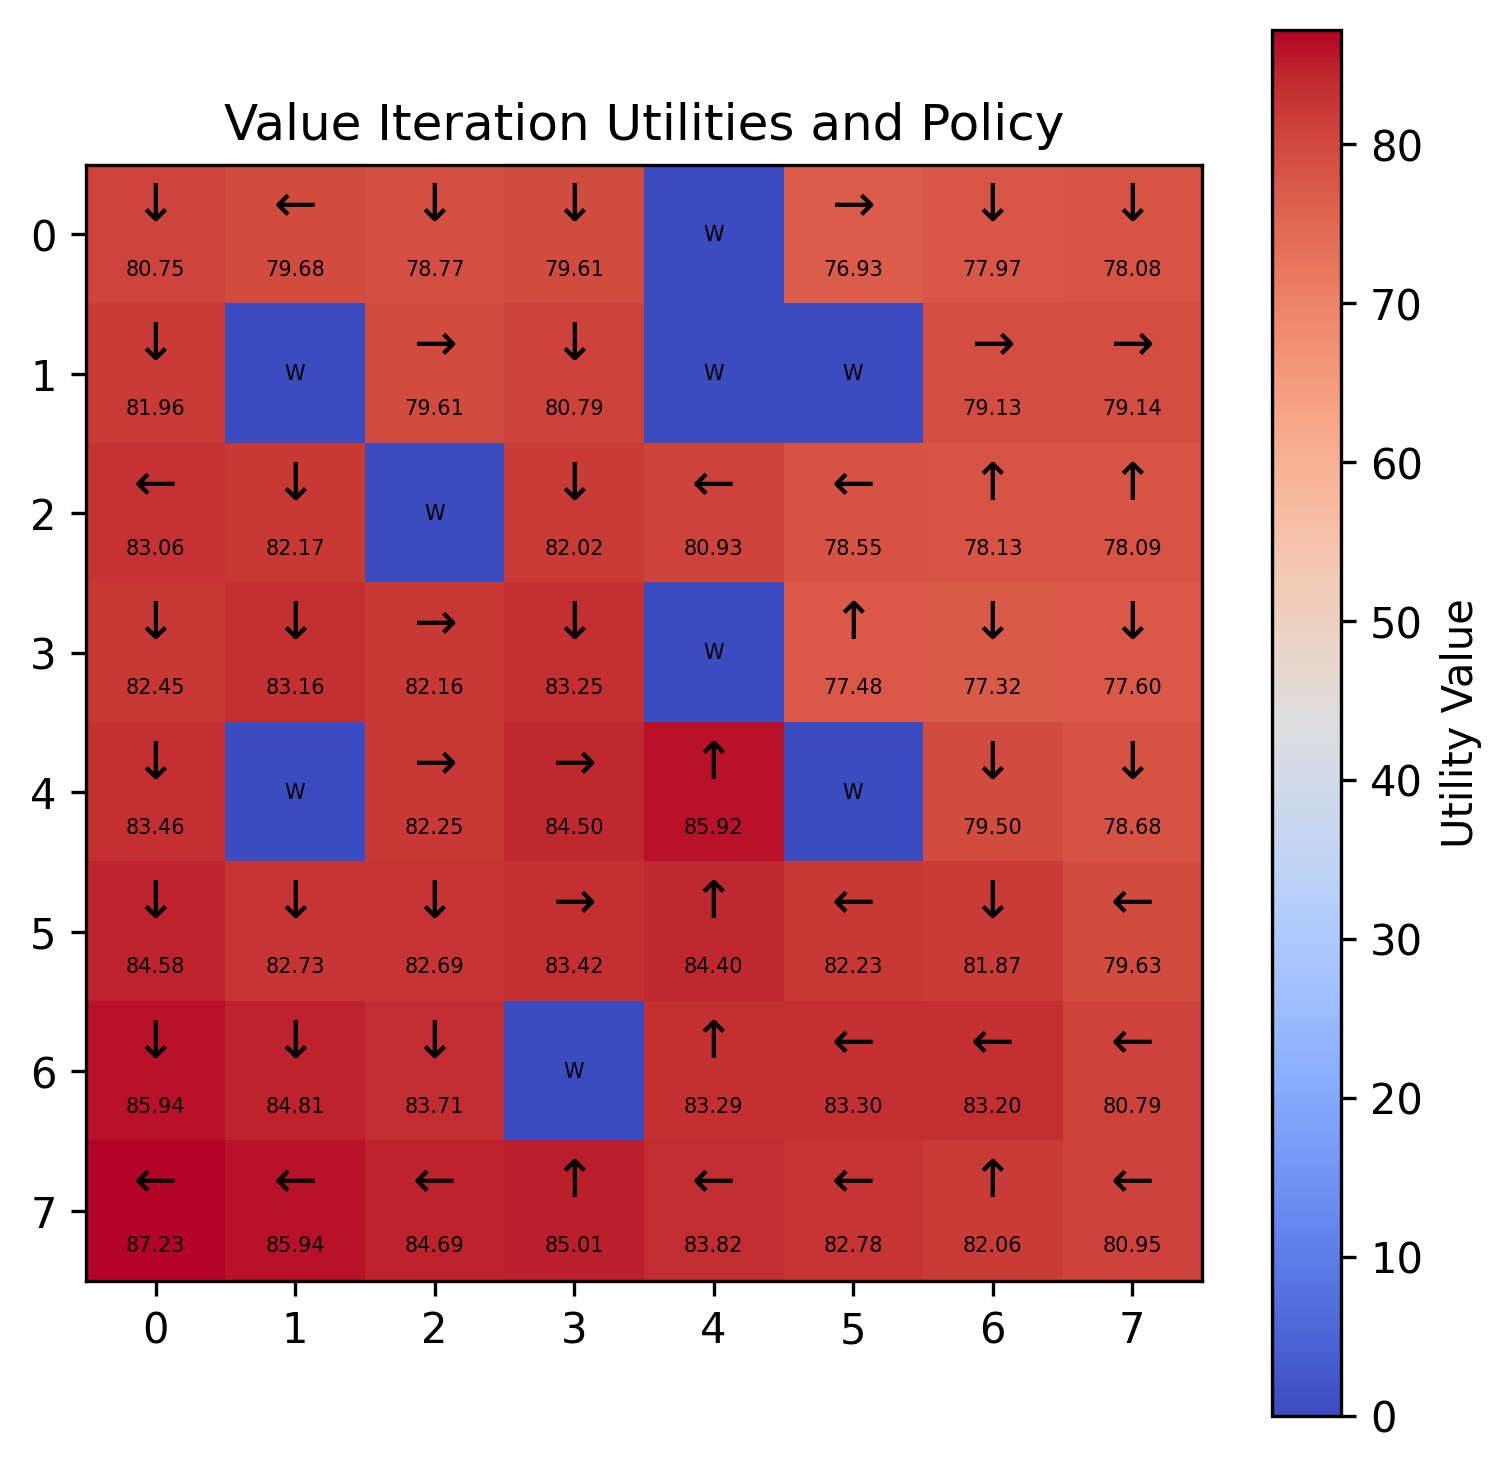 Value Iteration Utilities and Policy
0 ↓ ← ↓ ↓ W → ↓ ↓
80.75 79.68 78.77 79.61 76.93 77.97 78.08
1 ↓ W → ↓ W W → →
81.96 79.61 80.79 79.13 79.14
2 ← ↓ W ↓ ← ← ↑ ↑
83.06 82.17 82.02 80.93 78.55 78.13 78.09
3 ↓ ↓ → ↓ W ↑ ↓ ↓
82.45 83.16 82.16 83.25 77.48 77.32 77.60
4 ↓ W → → ↑ W ↓ ↓
83.46 82.25 84.50 85.92 79.50 78.68
5 ↓ ↓ ↓ → ↑ ← ↓ ←
84.58 82.73 82.69 83.42 84.40 82.23 81.87 79.63
6 ↓ ↓ ↓ W ↑ ← ← ←
85.94 84.81 83.71 83.29 83.30 83.20 80.79
7 ← ← ← ↑ ← ← ↑ ←
87.23 85.94 84.69 85.01 83.82 82.78 82.06 80.95
0 1 2 3 4 5 6 7
80
70
60
50
40
30
20
10
0
Utility Value